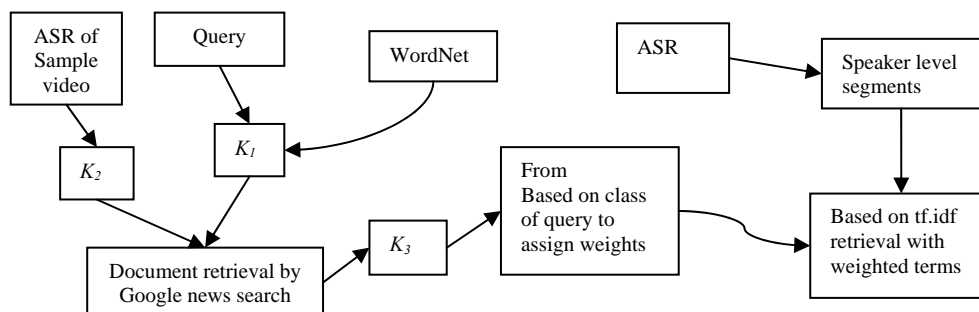 ASR of
Sample
video
Query
WordNet
ASR
Speaker level
segments
K1
K2
From
Based on class
of query to
assign weights
K3
Based on tf.idf
retrieval with
weighted terms
Document retrieval by
Google news search